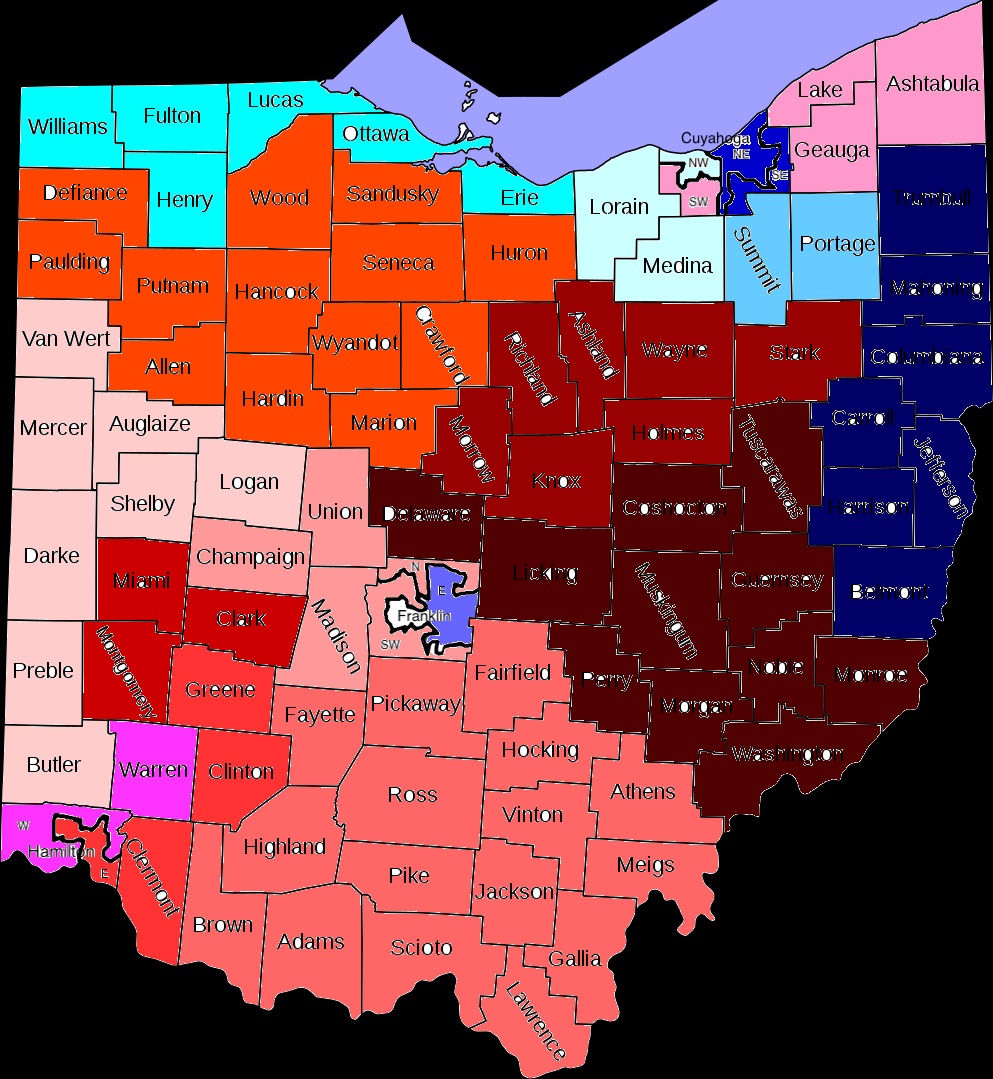 Lake
Ashtabula
Lucas
Fulton
Williams
Ottawa
Cuyahoga
NE
Geauga
NW
SE
Defiance
Henry
Wood
Sandusky
Erie
Lorain
SW
Trumbull
Summit
Portage
Paulding
Putnam
Hancock
Seneca
Huron
Medina
Mahoning
Van Wert
Allen
Wyandot
Crawford
Richland
Ashland
Wayne
Stark
Columbiana
Mercer
Auglaize
Hardin
Marion
Morrow
Holmes
Tuscarawas
Carroll
Jefferson
Logan
Shelby
Union
Delaware
Knox
Coshocton
Harrison
Darke
Miami
Champaign
Licking
Muskingum
Guernsey
Belmont
N
E
Franklin
SW
Clark
Madison
Preble
Montgomery
Greene
Fayette
Pickaway
Fairfield
Perry
Morgan
Noble
Monroe
Butler
Warren
Clinton
Ross
Hocking
Athens
Washington
Vinton
W
Hamilton
E
Clermont
Highland
Pike
Jackson
Meigs
Brown
Adams
Scioto
Gallia
Lawrence